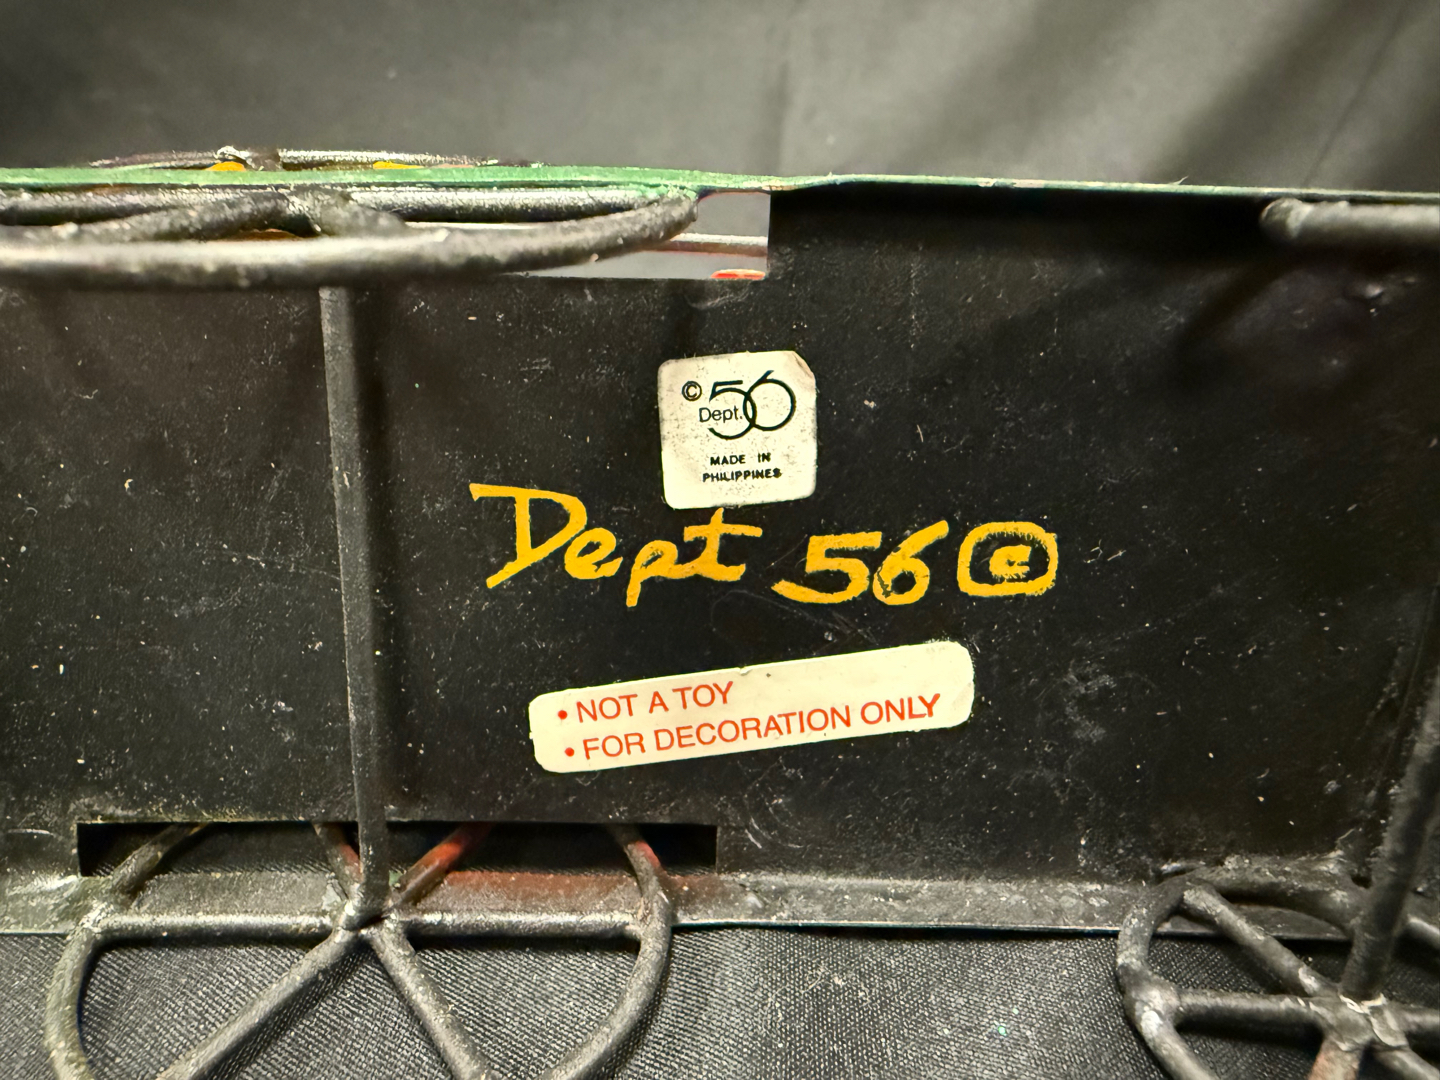 © Dept. 56
MADE IN
PHILIPPINES
Dept 56 ©
• NOT A TOY
• FOR DECORATION ONLY